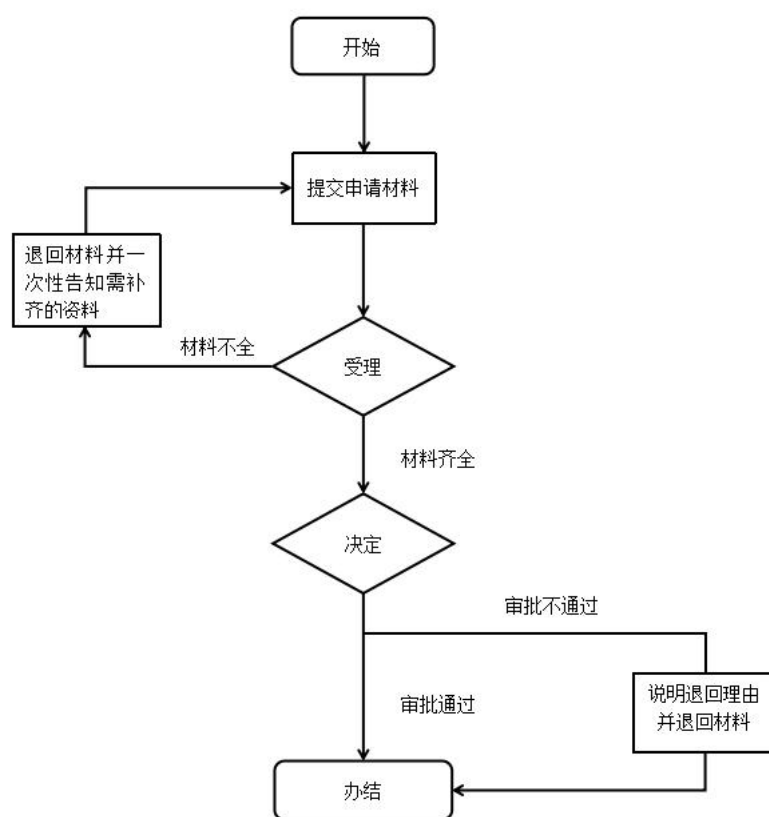 开始
提交申请材料
退回材料并一
次性告知需补
齐的资料
材料不全
受理
材料齐全
决定
审批不通过
审批通过
说明退回理由
并退回材料
办结